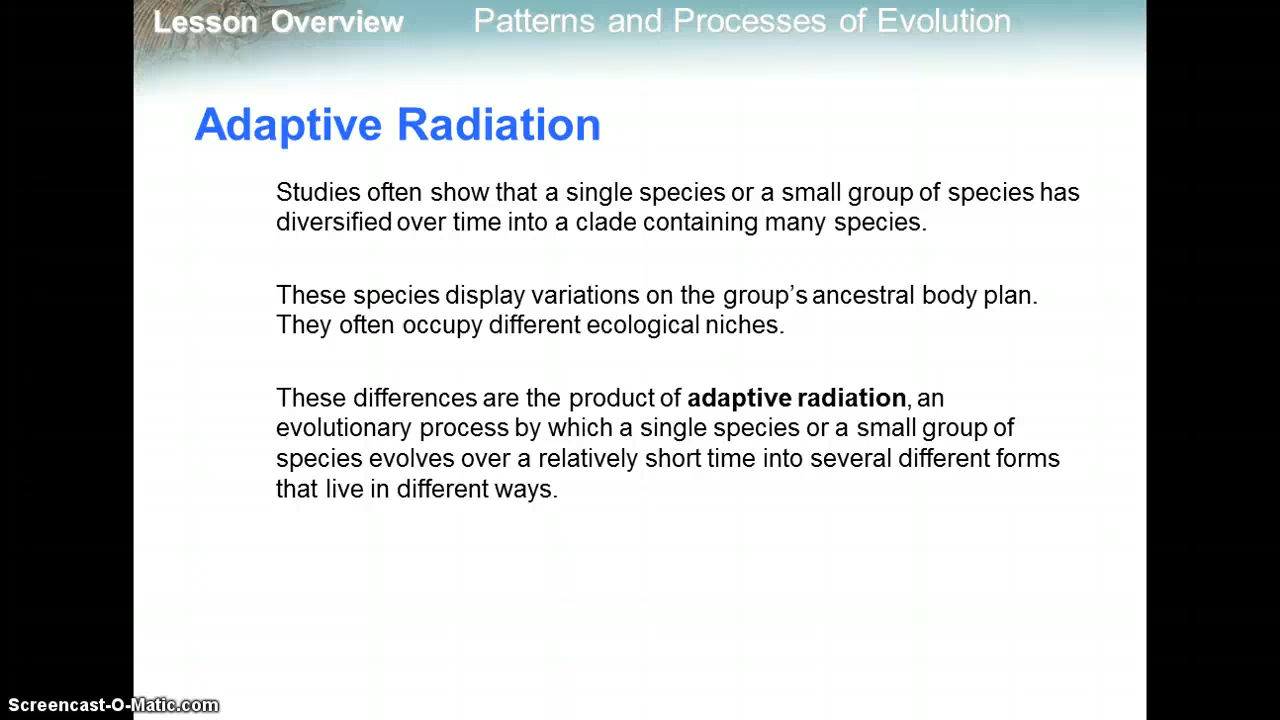 Lesson Overview Patterns and Processes of Evolution
Adaptive Radiation
Studies often show that a single species or a small group of species has
diversified over time into a clade containing many species.
These species display variations on the group’s ancestral body plan.
They often occupy different ecological niches.
These differences are the product of adaptive radiation, an
evolutionary process by which a single species or a small group of
species evolves over a relatively short time into several different forms
that live in different ways.
Screencast-O-Matic.com